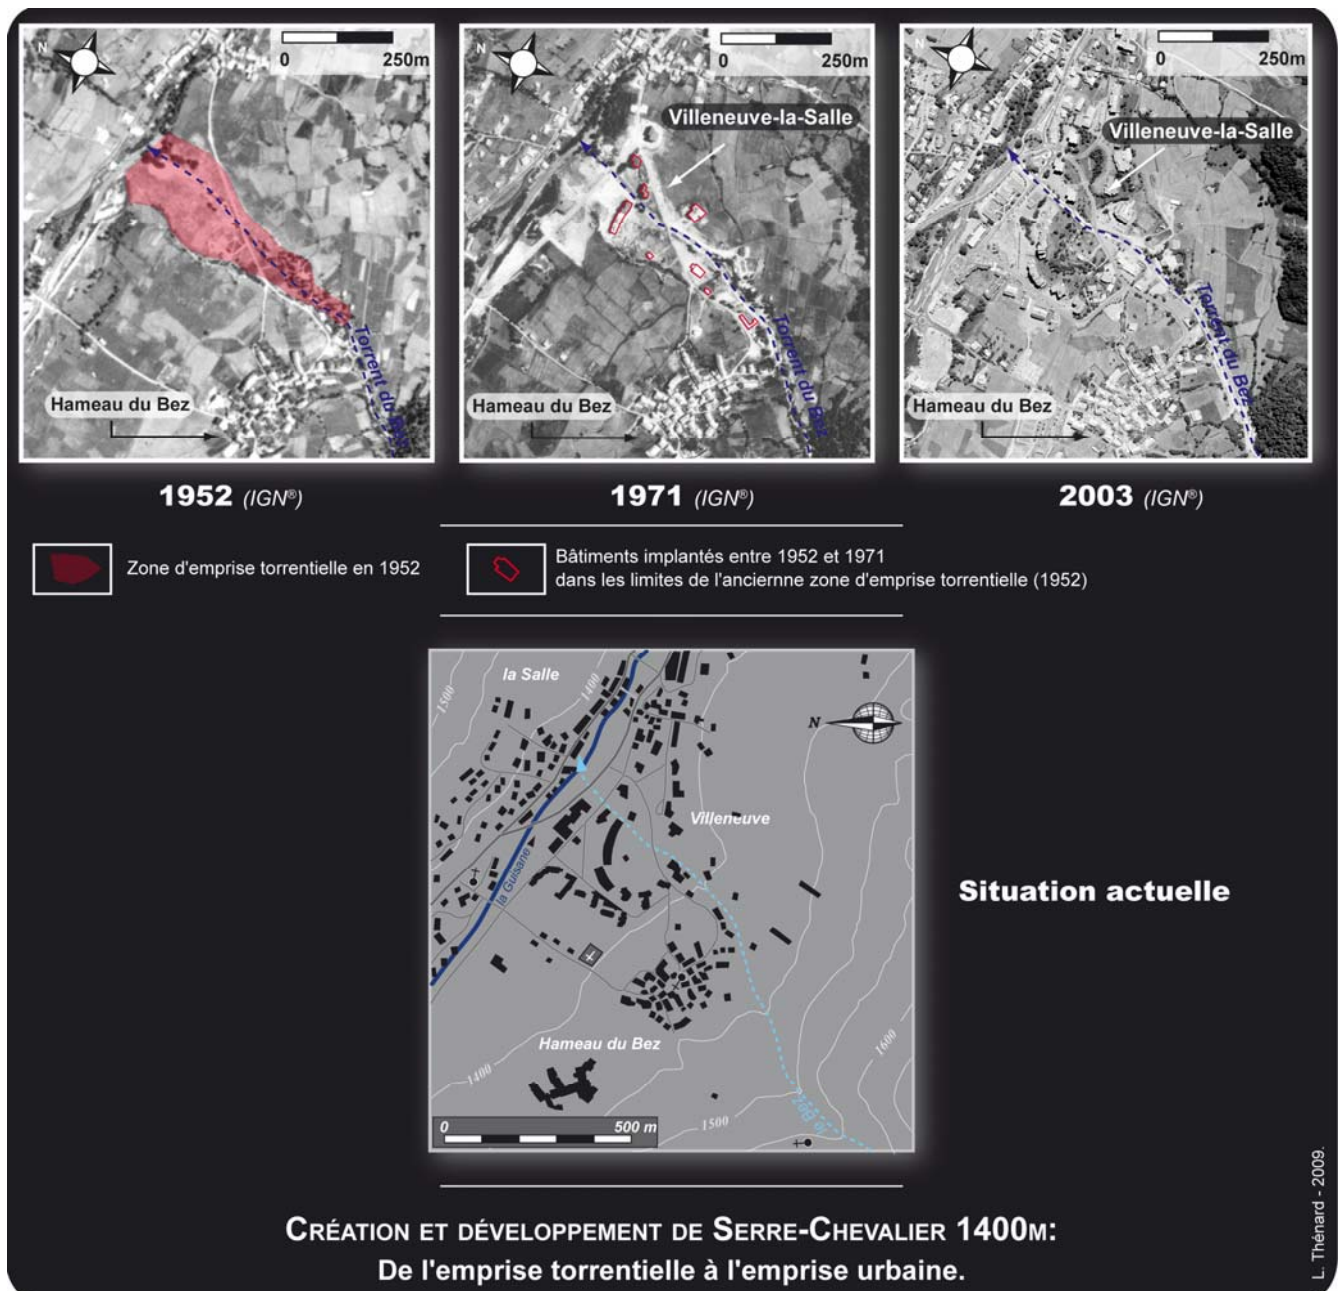 N
0 250m
Torrent du Bez
Hameau du Bez
1952 (IGN®)
N
0 250m
Villeneuve-la-Salle
Torrent du Bez
Hameau du Bez
1971 (IGN®)
N
0 250m
Villeneuve-la-Salle
Torrent du Bez
Hameau du Bez
2003 (IGN®)
Zone d'emprise torrentielle en 1952
Bâtiments implantés entre 1952 et 1971
dans les limites de l'anciernne zone d'emprise torrentielle (1952)
la Salle
1500
1400
N
Villeneuve
la Guisane
Hameau du Bez
1400
1600
1500
le Bez
0 500 m
Situation actuelle
CRÉATION ET DÉVELOPPEMENT DE SERRE-CHEVALIER 1400M:
De l'emprise torrentielle à l'emprise urbaine.
L. Thénard - 2009.